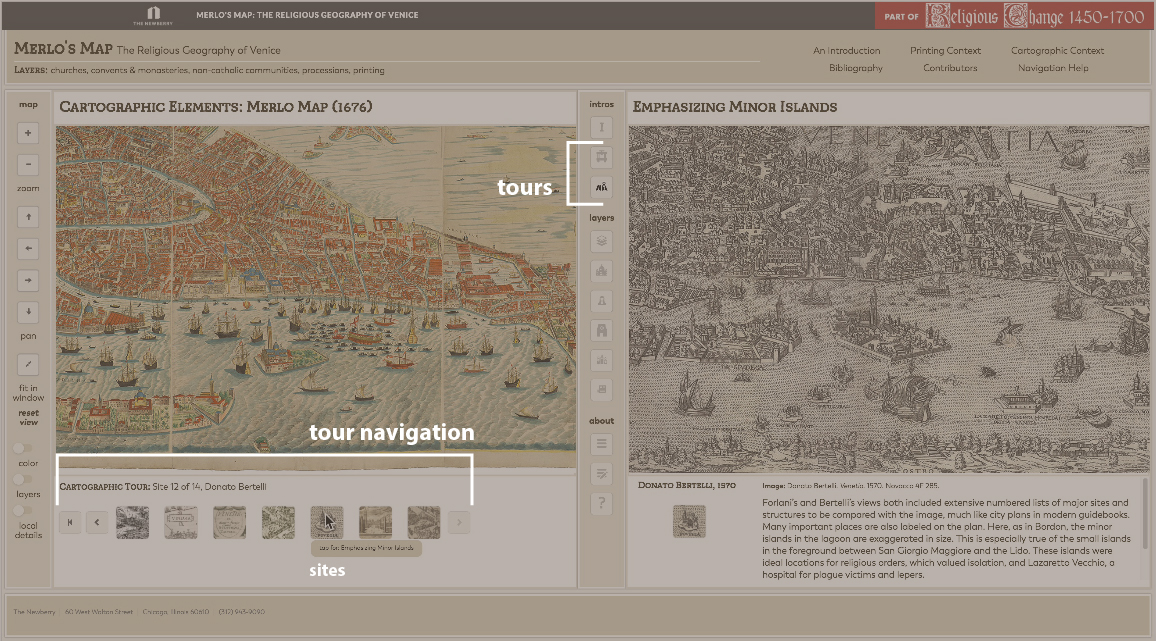 THE NEWBERRY
MERLO'S MAP: THE RELIGIOUS GEOGRAPHY OF VENICE
PART OF Religious Change 1450-1700
MERLO'S MAP The Religious Geography of Venice
LAYERS: churches, convents & monasteries, non-catholic communities, processions, printing
An Introduction
Printing Context
Cartographic Context
Bibliography
Contributors
Navigation Help
map
zoom
pan
fit in
window
reset
view
color
layers
local
details
CARTOGRAPHIC ELEMENTS: MERLO MAP (1676)
tours
tour navigation
CARTOGRAPHIC TOUR: Site 12 of 14, Donato Bertelli
tap for: Emphasizing Minor Islands
sites
intros
layers
about
EMPHASIZING MINOR ISLANDS
DONATO BERTELLI, 1570
Image: Donato Bertelli. Venetia. 1570. Novacco 4F 285.
Forlani's and Bertelli's views both included extensive numbered lists of major sites and
structures to be compared with the image, much like city plans in modern guidebooks.
Many important places are also labeled on the plan. Here, as in Bordon, the minor
islands in the lagoon are exaggerated in size. This is especially true of the small islands
in the foreground between San Giorgio Maggiore and the Lido. These islands were
ideal locations for religious orders, which valued isolation, and Lazaretto Vecchio, a
hospital for plague victims and lepers.
The Newberry | 60 West Walton Street | Chicago, Illinois 60610 | (312) 943-9090